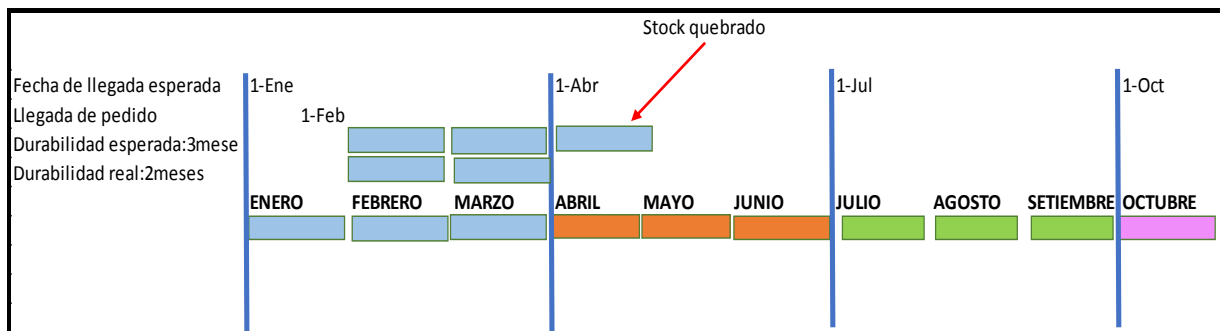 Stock quebrado
Fecha de llegada esperada 1-Ene 1-Abr 1-Jul 1-Oct
Llegada de pedido 1-Feb
Durabilidad esperada:3mese
Durabilidad real:2meses
ENERO FEBRERO MARZO ABRIL MAYO JUNIO JULIO AGOSTO SETIEMBRE OCTUBRE